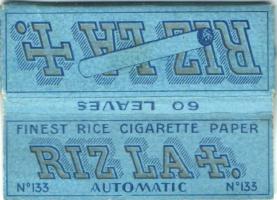 RIZ LA +.
60 LEAVES
FINEST RICE CIGARETTE PAPER
RIZ LA +.
Nº133 AUTOMATIC Nº133